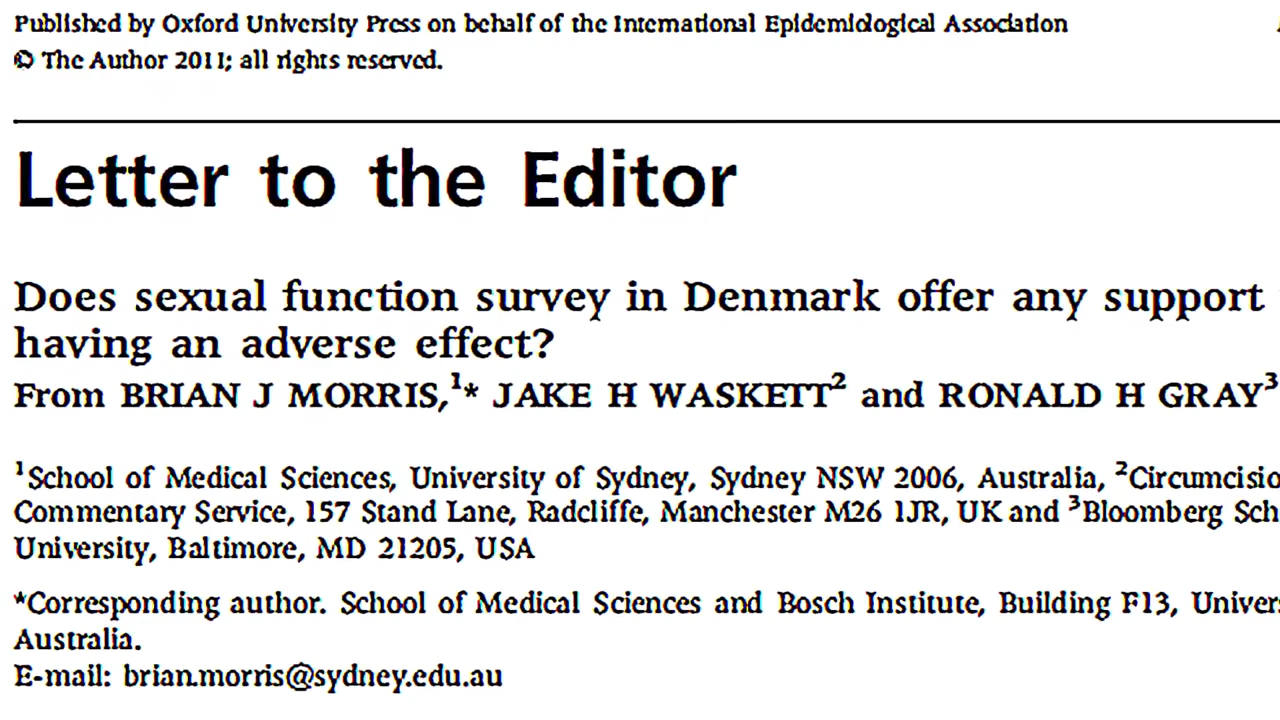 Published by Oxford University Press on behalf of the International Epidemiological Association
© The Author 2011; all rights reserved.
Letter to the Editor
Does sexual function survey in Denmark offer any support
having an adverse effect?
From BRIAN J MORRIS,¹* JAKE H WASKETT² and RONALD H GRAY³
¹School of Medical Sciences, University of Sydney, Sydney NSW 2006, Australia, ²Circumcisio
Commentary Service, 157 Stand Lane, Radcliffe, Manchester M26 1JR, UK and ³Bloomberg Sch
University, Baltimore, MD 21205, USA
*Corresponding author. School of Medical Sciences and Bosch Institute, Building F13, Univers
Australia.
E-mail: brian.morris@sydney.edu.au